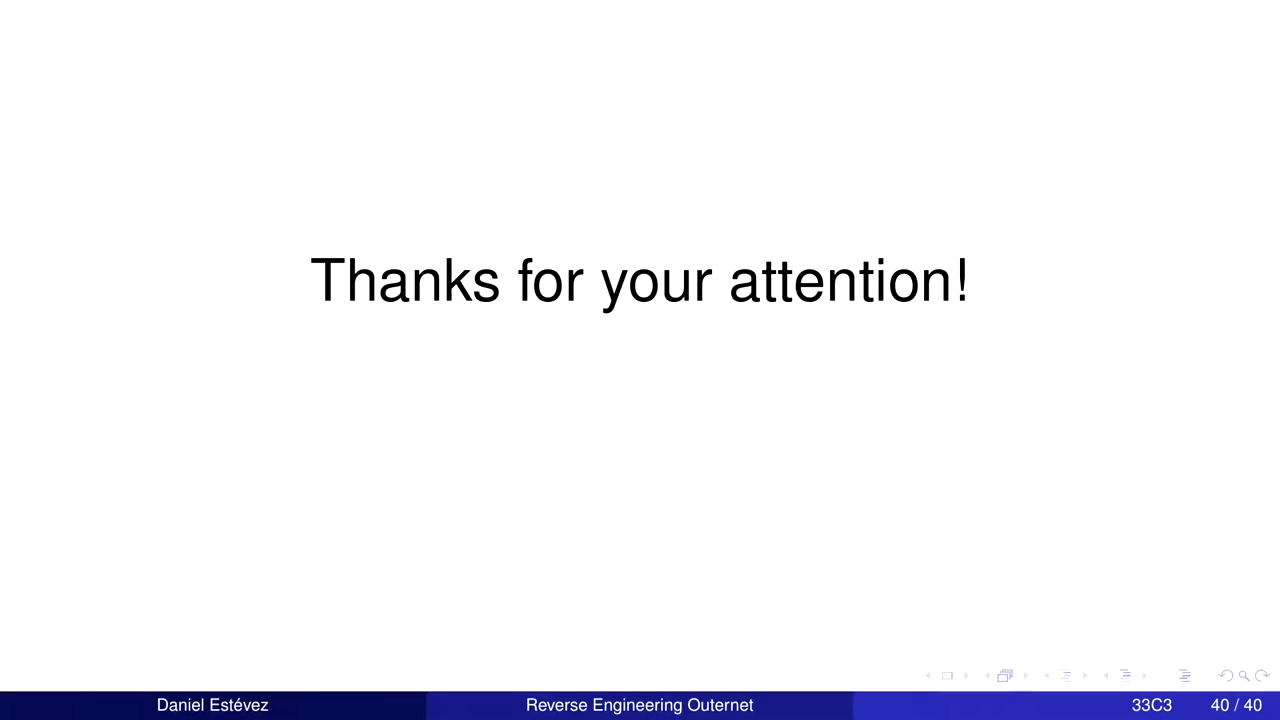 Thanks for your attention!
Daniel Estévez Reverse Engineering Outernet 33C3 40 / 40